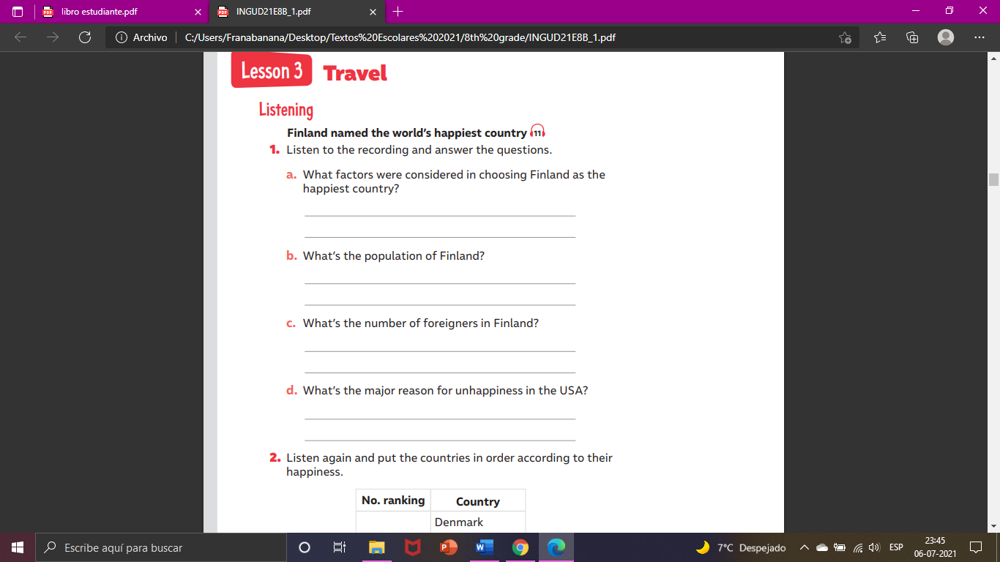 libro estudiante.pdf
INGUD21E8B_1.pdf
Archivo
C:/Users/Franabanana/Desktop/Textos%20Escolares%202021/8th%20grade/INGUD21E8B_1.pdf
Lesson 3 Travel
Listening
Finland named the world's happiest country 11
1. Listen to the recording and answer the questions.
a. What factors were considered in choosing Finland as the
happiest country?
b. What's the population of Finland?
c. What's the number of foreigners in Finland?
d. What's the major reason for unhappiness in the USA?
2. Listen again and put the countries in order according to their
happiness.
No. ranking Country
Denmark
Escribe aquí para buscar
7°C Despejado
ESP
23:45
06-07-2021